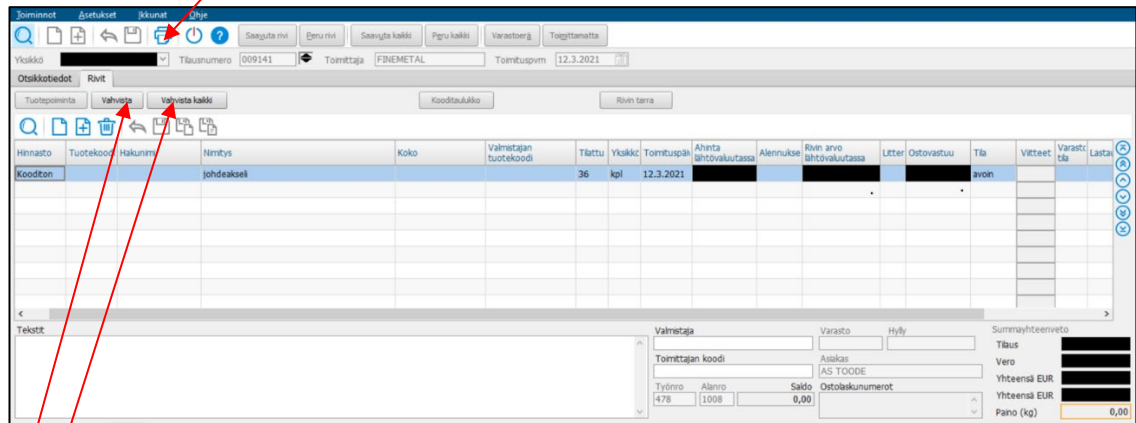 Toiminnot Asetukset Ikkunat Ohje
Saavuta rivi Peru rivi Saavuta kaikki Peru kaikki Varastoerä Toimittamatta
Yksikkö Tilausnumero 009141 Toimittaja FINEMETAL Toimituspvm 12.3.2021
Otsikkotiedot Rivit
Tuotepoiminta Vahvista Vahvista kaikki Kooditaulukko Rivin tarra
Hinnasto Tuotekood Hakunimi Nimitys Koko Valmistajan tuotekoodi Tilattu Yksikkö Toimituspäiv Ahinta lähtövaluutassa Alennukse Rivin arvo lähtövaluutassa Litter Ostovastuu Tila Viitteet Varasto tila Lastau
Kooditon johdeakseli 36 kpl 12.3.2021 avoin
Tekstit Valmistaja Varasto Hylly Summayhteenveto
Tilaus
Toimittajan koodi Asiakas Vero
AS TOODE Yhteensä EUR
Työnro Alanro Saldo Ostolaskunumerot
478 1008 0,00 Yhteensä EUR
Paino (kg) 0,00